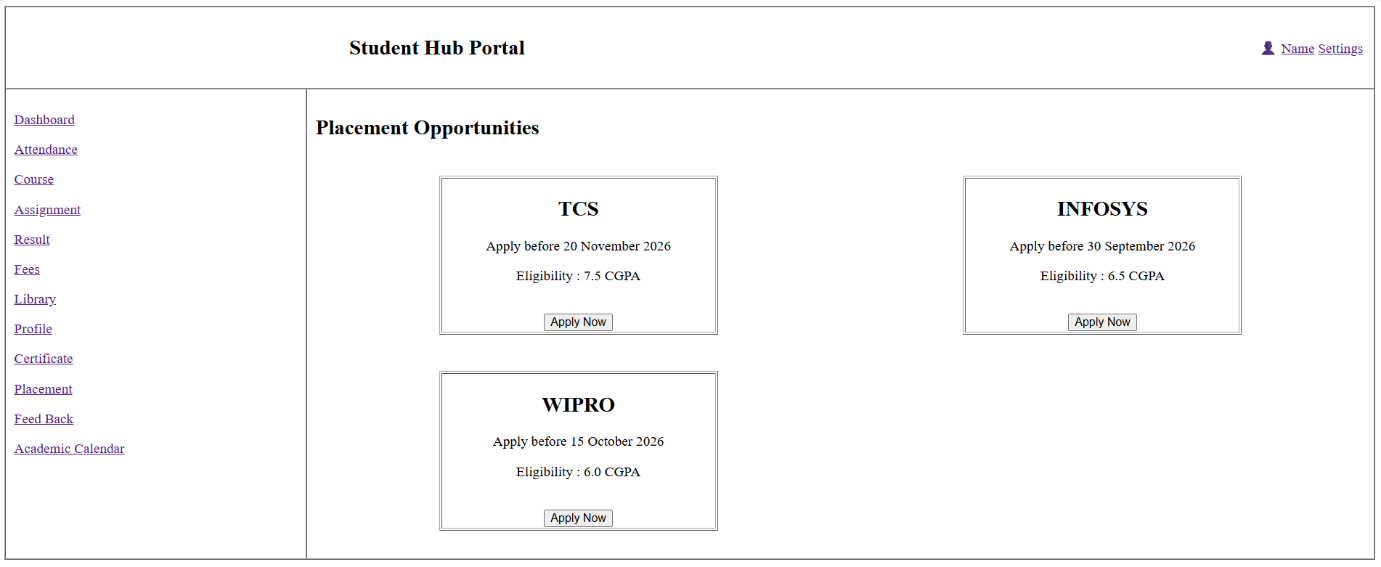 Student Hub Portal
Name Settings
Dashboard
Attendance
Course
Assignment
Result
Fees
Library
Profile
Certificate
Placement
Feed Back
Academic Calendar
Placement Opportunities
TCS
Apply before 20 November 2026
Eligibility : 7.5 CGPA
Apply Now
INFOSYS
Apply before 30 September 2026
Eligibility : 6.5 CGPA
Apply Now
WIPRO
Apply before 15 October 2026
Eligibility : 6.0 CGPA
Apply Now